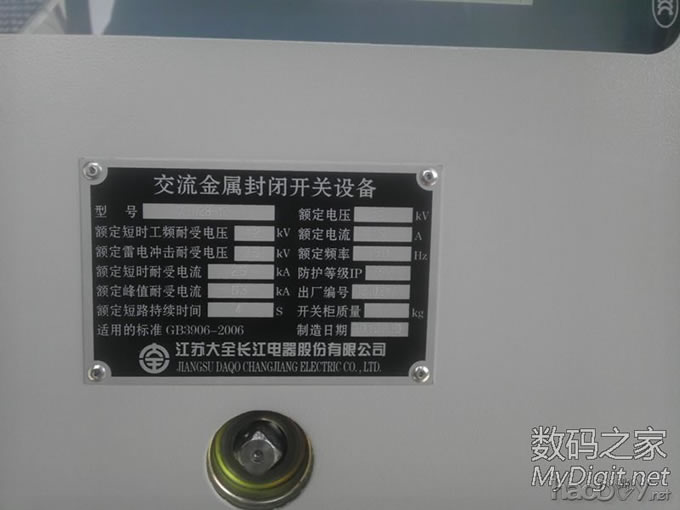 交流金属封闭开关设备
型 号
额定电压 kV
额定短时工频耐受电压 kV
额定电流 A
额定雷电冲击耐受电压 kV
额定频率 Hz
额定短时耐受电流 25 kA
防护等级IP
额定峰值耐受电流 63 kA
出厂编号
额定短路持续时间 4 S
开关柜质量 kg
适用的标准 GB3906-2006
制造日期
江苏大全长江电器股份有限公司
JIANGSU DAQO CHANGJIANG ELECTRIC CO., LTD.
数码之家
MyDigit.net